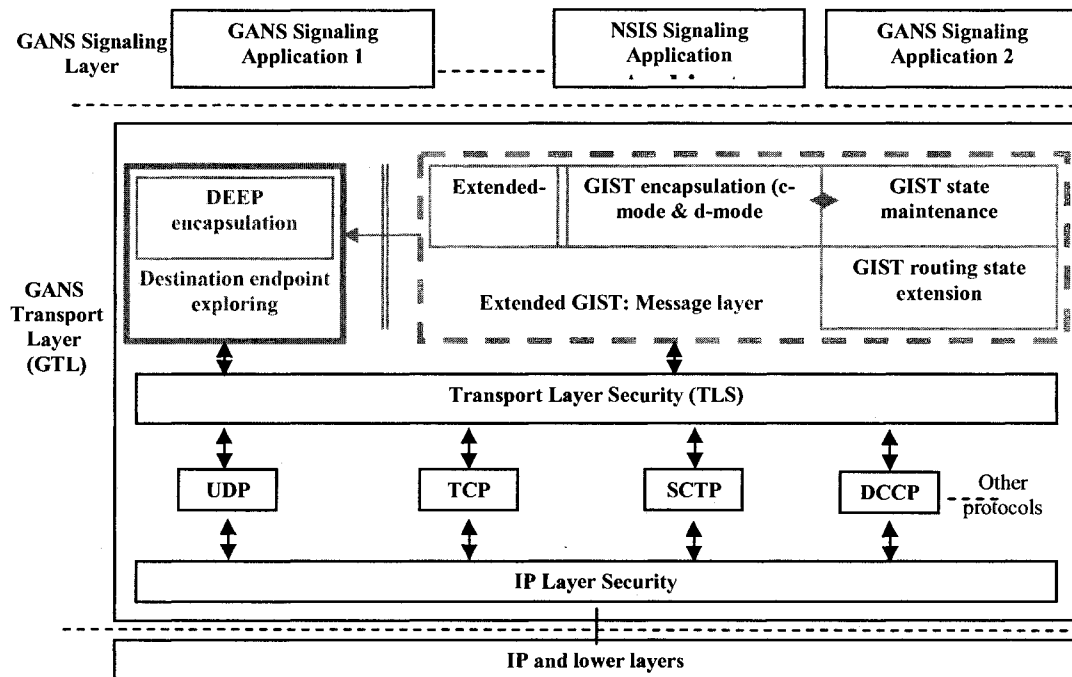 GANS Signaling
Layer
GANS Signaling
Application 1
NSIS Signaling
Application
GANS Signaling
Application 2
GANS
Transport
Layer
(GTL)
DEEP
encapsulation
Destination endpoint
exploring
Extended-
GIST encapsulation (c-
mode & d-mode
GIST state
maintenance
GIST routing state
extension
Extended GIST: Message layer
Transport Layer Security (TLS)
UDP
TCP
SCTP
DCCP
Other
protocols
IP Layer Security
IP and lower layers